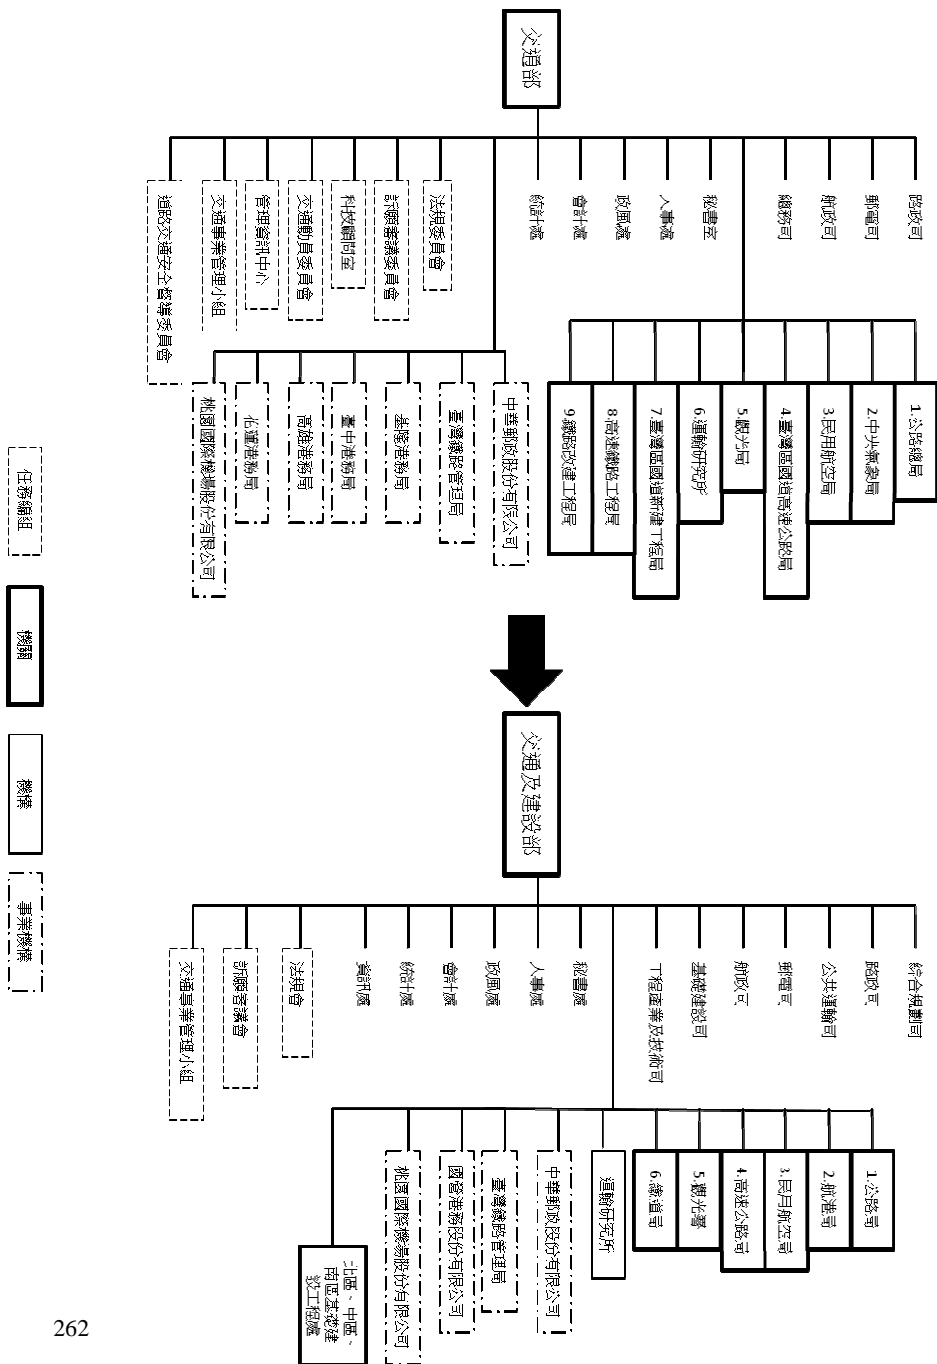 交通部
路政司
郵電司
航政司
總務司
秘書室
人事處
政風處
會計處
統計處
法規委員會
訴願審議委員會
科技顧問室
交通動員委員會
管理資訊中心
交通事業管理小組
道路交通安全督導委員會
1.公路總局
2.中央氣象局
3.民用航空局
4.臺灣區國道高速公路局
5.觀光局
6.運輸研究所
7.臺灣區國道新建工程局
8.高速鐵路工程局
9.鐵路改建工程局
中華郵政股份有限公司
臺灣鐵路管理局
基隆港務局
臺中港務局
高雄港務局
花蓮港務局
桃園國際機場股份有限公司
交通及建設部
綜合規劃司
路政司
公共運輸司
郵電司
航政司
基礎建設司
工程產業及技術司
秘書處
人事處
政風處
會計處
統計處
資訊處
法規會
訴願審議會
交通事業管理小組
1.公路局
2.航港局
3.民用航空局
4.高速公路局
5.觀光署
6.鐵道局
運輸研究所
中華郵政股份有限公司
臺灣鐵路管理局
國營港務股份有限公司
桃園國際機場股份有限公司
北區、中區、
南區基礎建
設工程處
任務編組
機關
機構
事業機構
262